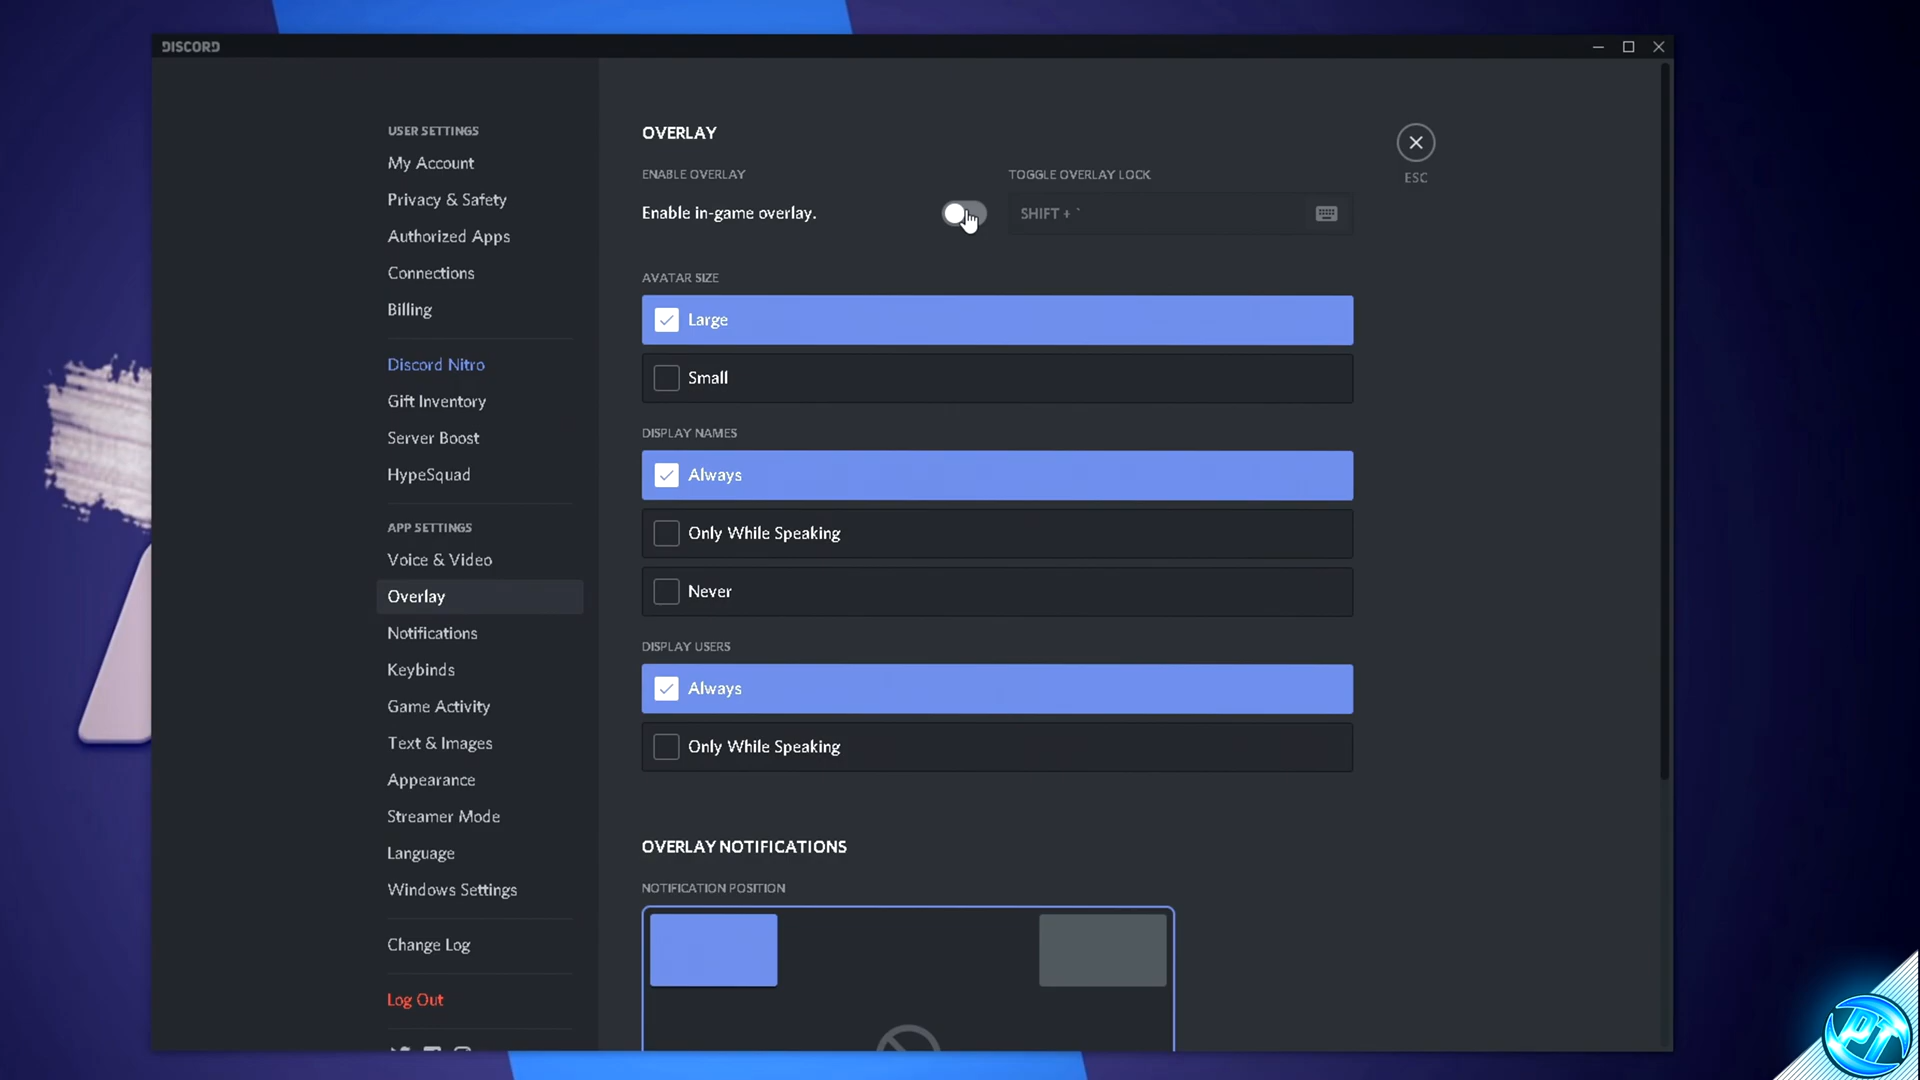 DISCORD
USER SETTINGS
My Account
Privacy & Safety
Authorized Apps
Connections
Billing
Discord Nitro
Gift Inventory
Server Boost
HypeSquad
APP SETTINGS
Voice & Video
Overlay
Notifications
Keybinds
Game Activity
Text & Images
Appearance
Streamer Mode
Language
Windows Settings
Change Log
Log Out
OVERLAY
ENABLE OVERLAY
Enable in-game overlay.
TOGGLE OVERLAY LOCK
SHIFT + `
ESC
AVATAR SIZE
Large
Small
DISPLAY NAMES
Always
Only While Speaking
Never
DISPLAY USERS
Always
Only While Speaking
OVERLAY NOTIFICATIONS
NOTIFICATION POSITION